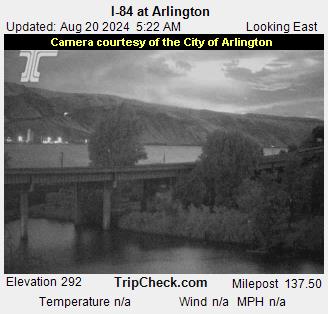 I-84 at Arlington
Updated: Aug 20 2024 5:22 AM Looking East
Camera courtesy of the City of Arlington
Elevation 292 TripCheck.com Milepost 137.50
Temperature n/a Wind n/a MPH n/a